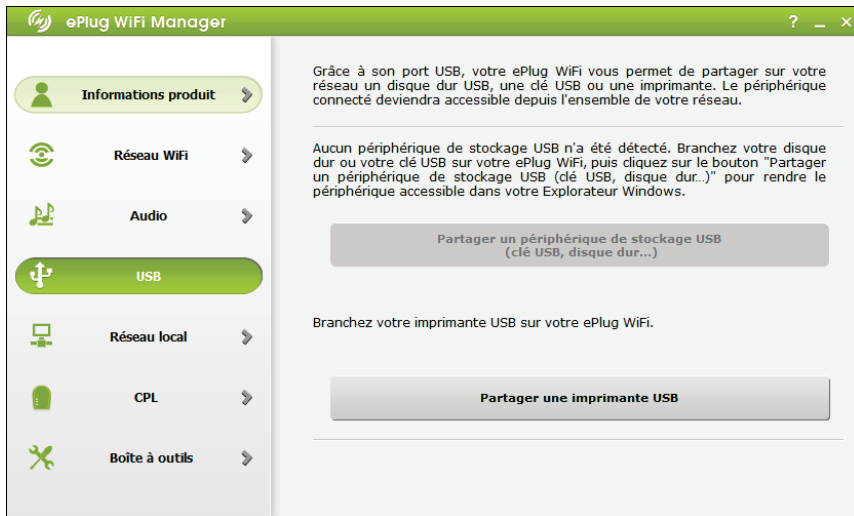 ePlug WiFi Manager
? _ ×
Informations produit
Réseau WiFi
Audio
USB
Réseau local
CPL
Boîte à outils
Grâce à son port USB, votre ePlug WiFi vous permet de partager sur votre
réseau un disque dur USB, une clé USB ou une imprimante. Le périphérique
connecté deviendra accessible depuis l'ensemble de votre réseau.
Aucun périphérique de stockage USB n'a été détecté. Branchez votre disque
dur ou votre clé USB sur votre ePlug WiFi, puis cliquez sur le bouton "Partager
un périphérique de stockage USB (clé USB, disque dur...)" pour rendre le
périphérique accessible dans votre Explorateur Windows.
Partager un périphérique de stockage USB
(clé USB, disque dur...)
Branchez votre imprimante USB sur votre ePlug WiFi.
Partager une imprimante USB